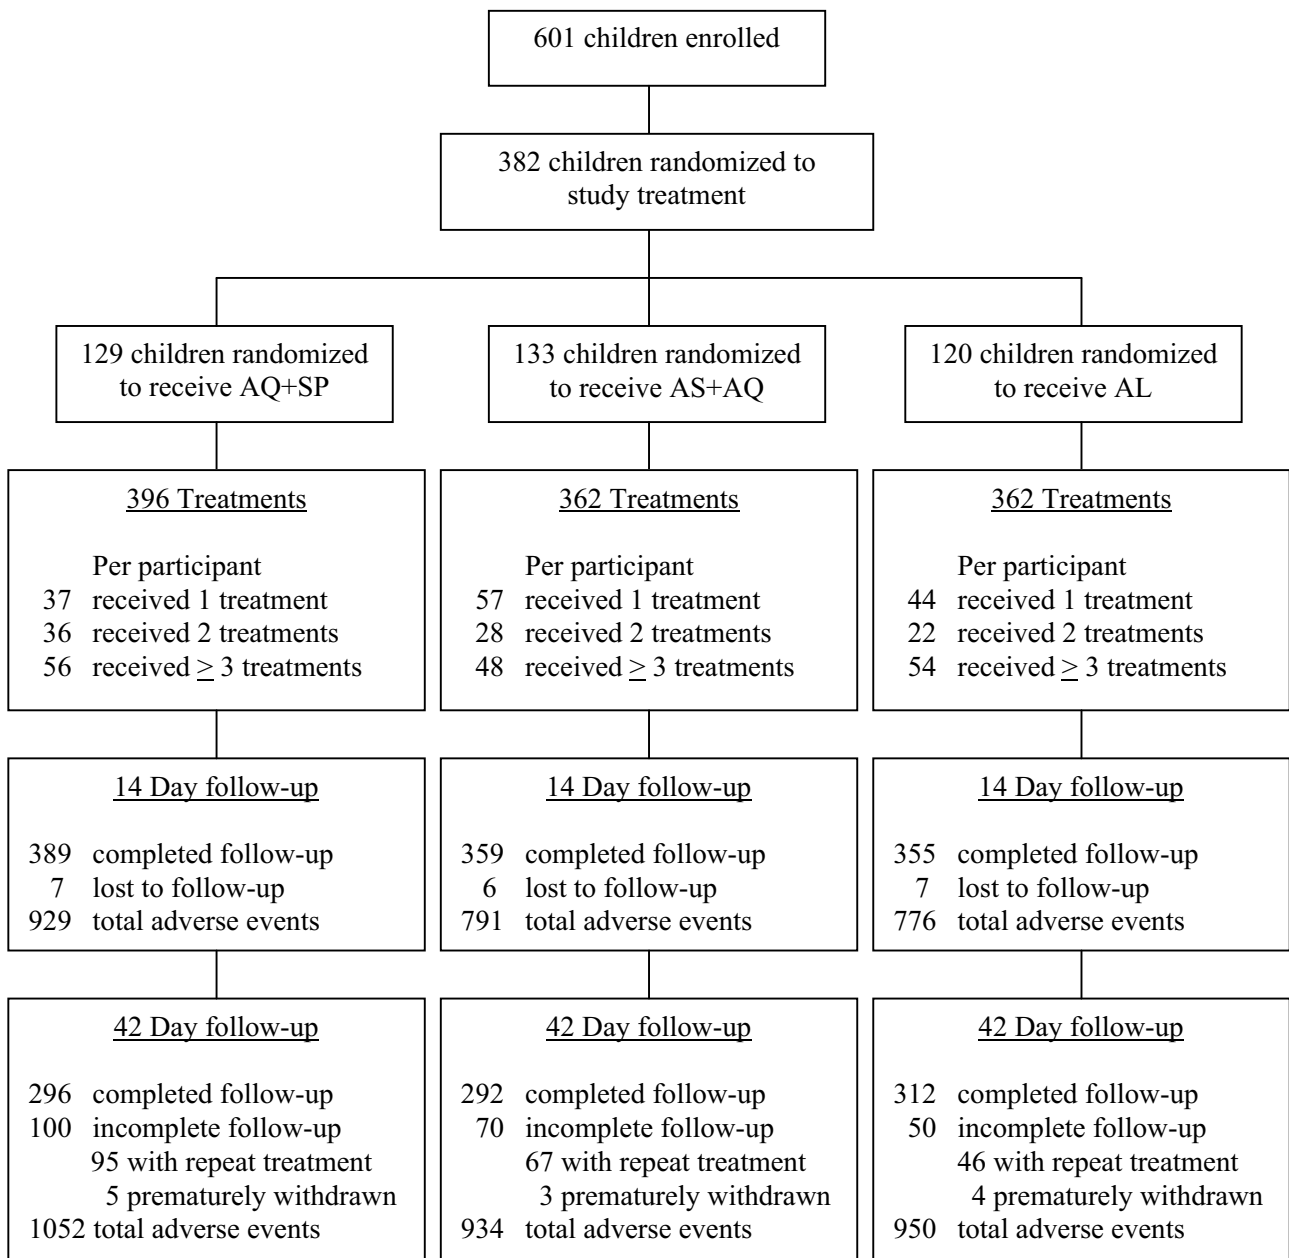 601 children enrolled
382 children randomized to
study treatment
129 children randomized
to receive AQ+SP
133 children randomized
to receive AS+AQ
120 children randomized
to receive AL
396 Treatments
Per participant
37 received 1 treatment
36 received 2 treatments
56 received ≥ 3 treatments
362 Treatments
Per participant
57 received 1 treatment
28 received 2 treatments
48 received ≥ 3 treatments
362 Treatments
Per participant
44 received 1 treatment
22 received 2 treatments
54 received ≥ 3 treatments
14 Day follow-up
389 completed follow-up
7 lost to follow-up
929 total adverse events
14 Day follow-up
359 completed follow-up
6 lost to follow-up
791 total adverse events
14 Day follow-up
355 completed follow-up
7 lost to follow-up
776 total adverse events
42 Day follow-up
296 completed follow-up
100 incomplete follow-up
95 with repeat treatment
5 prematurely withdrawn
1052 total adverse events
42 Day follow-up
292 completed follow-up
70 incomplete follow-up
67 with repeat treatment
3 prematurely withdrawn
934 total adverse events
42 Day follow-up
312 completed follow-up
50 incomplete follow-up
46 with repeat treatment
4 prematurely withdrawn
950 total adverse events